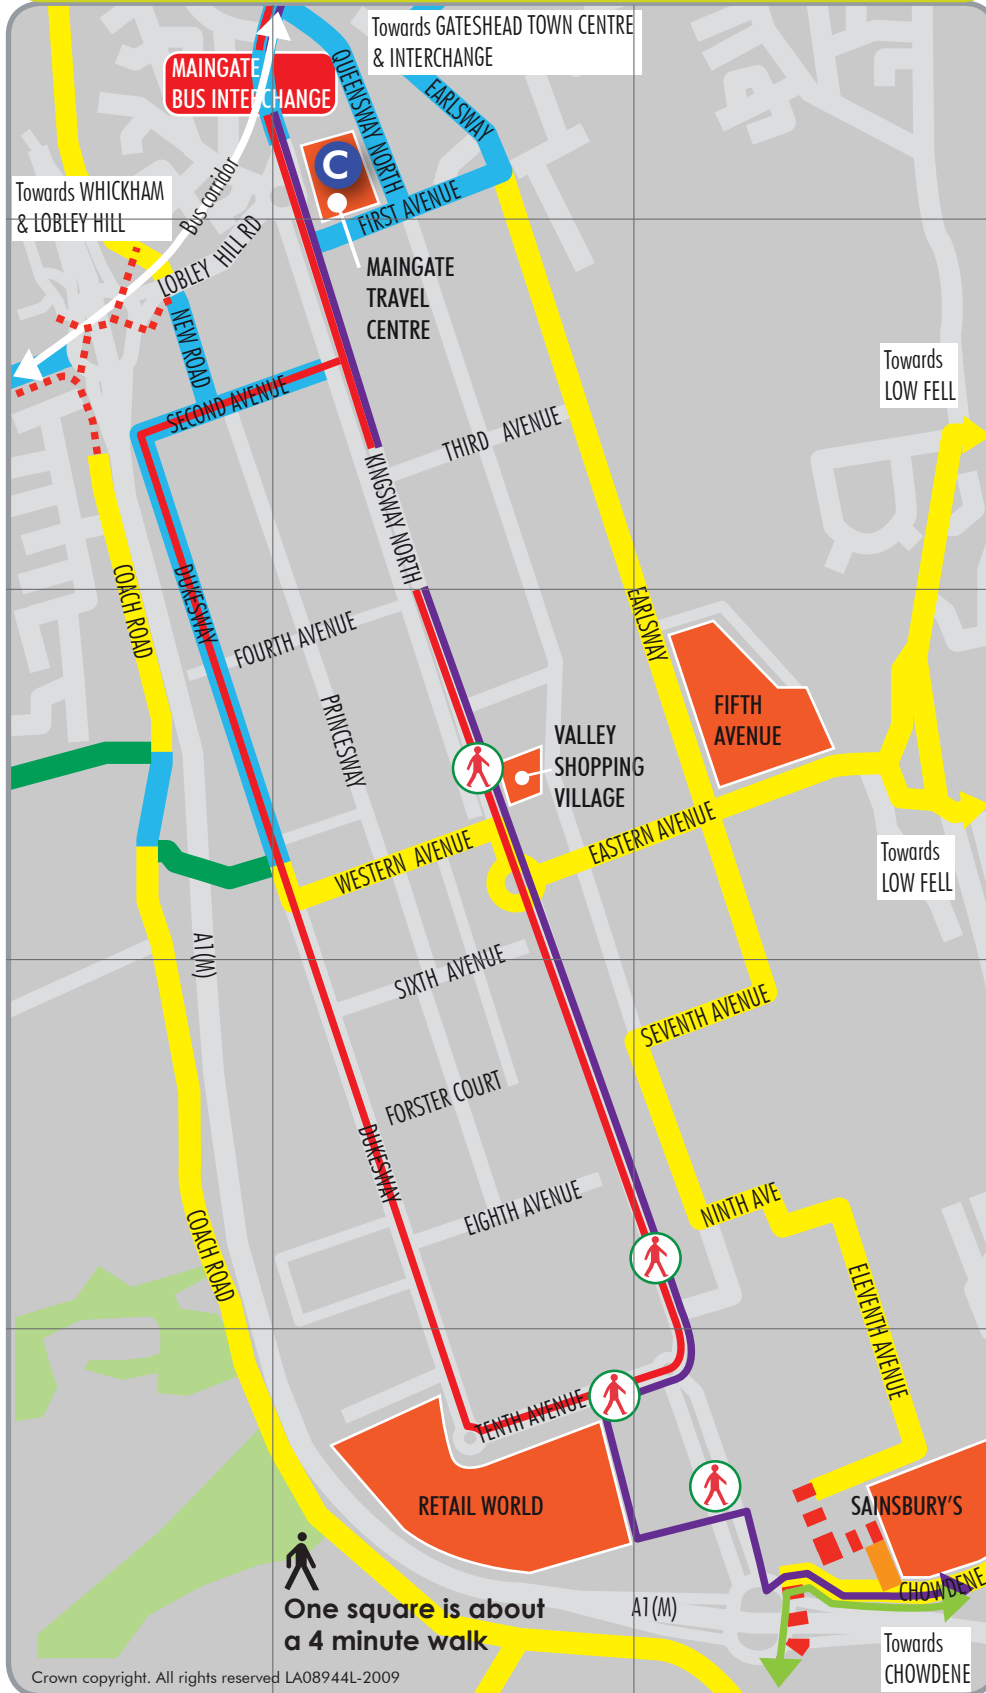 Towards GATESHEAD TOWN CENTRE
& INTERCHANGE
MAINGATE
BUS INTERCHANGE
QUEENSWAY NORTH
EARLSWAY
C
Towards WHICKHAM
& LOBLEY HILL
Bus corridor
LOBLEY HILL RD
FIRST AVENUE
MAINGATE
TRAVEL
CENTRE
NEW ROAD
SECOND AVENUE
Towards
LOW FELL
THIRD AVENUE
KINGSWAY NORTH
COACH ROAD
DUKESWAY
EARLSWAY
FOURTH AVENUE
PRINCESWAY
FIFTH
AVENUE
VALLEY
SHOPPING
VILLAGE
WESTERN AVENUE
EASTERN AVENUE
Towards
LOW FELL
A1(M)
SIXTH AVENUE
SEVENTH AVENUE
FORSTER COURT
DUKESWAY
EIGHTH AVENUE
NINTH AVE
COACH ROAD
ELEVENTH AVENUE
TENTH AVENUE
RETAIL WORLD
SAINSBURY'S
CHOWDENE
A1(M)
One square is about
a 4 minute walk
Towards
CHOWDENE
Crown copyright. All rights reserved LA08944L-2009